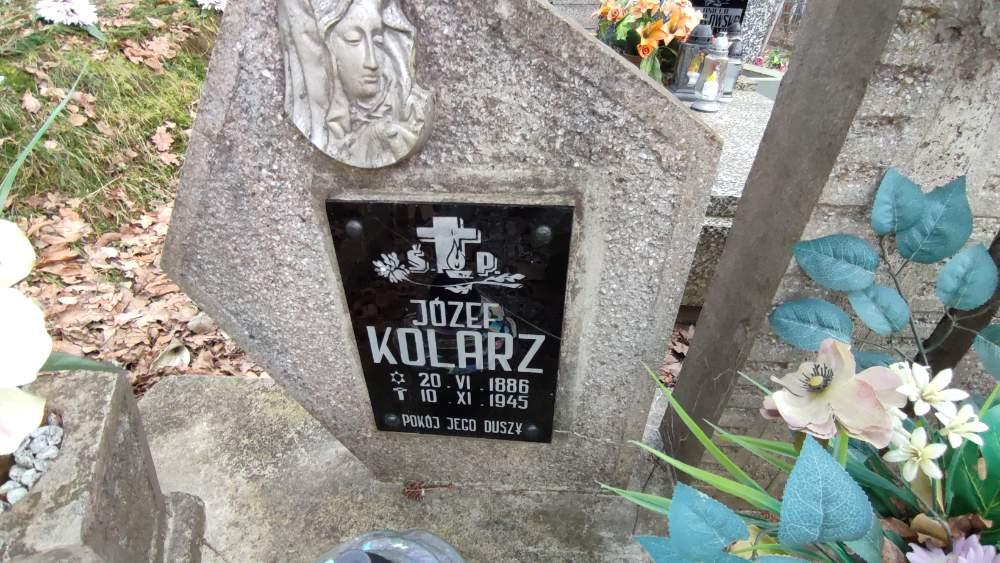 Ś. P.
JÓZEF
KOLARZ
20 . VI . 1886
10 . XI . 1945
POKÓJ JEGO DUSZY